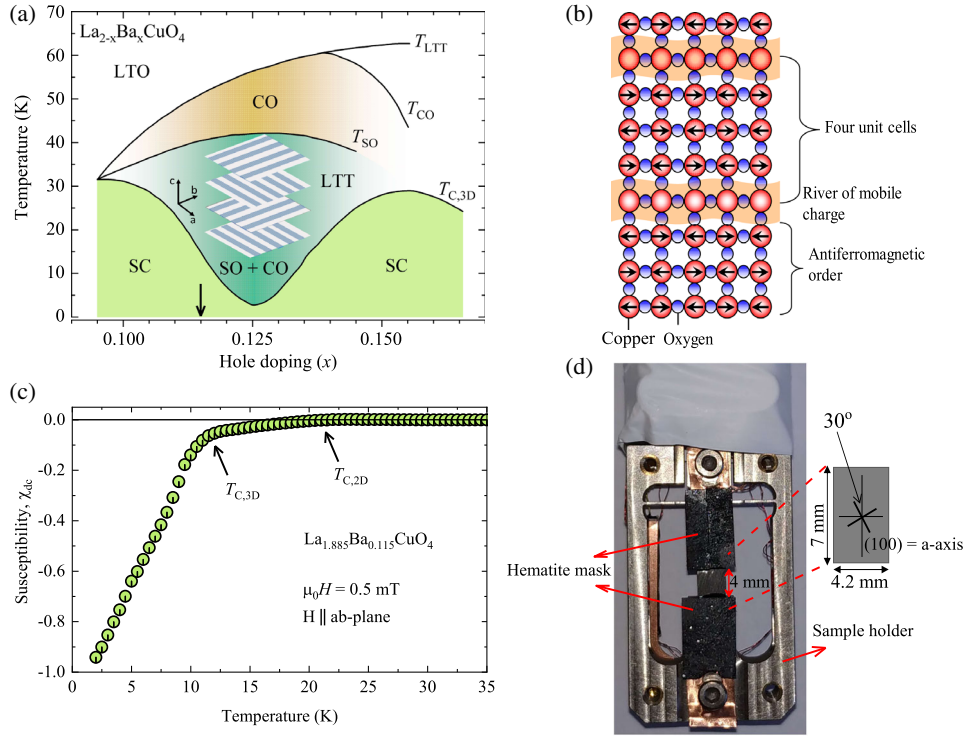 (a)
La2-xBaxCuO4
LTO
TLTT
CO
TCO
TSO
LTT
c
b
a
TC,3D
SC
SO + CO
SC
70
60
50
40
30
20
10
0
Temperature (K)
0.100
0.125
0.150
Hole doping (x)
(b)
Four unit cells
River of mobile
charge
Antiferromagnetic
order
Copper
Oxygen
(c)
0.0
-0.2
-0.4
-0.6
-0.8
-1.0
Susceptibility, χdc
TC,3D
TC,2D
La1.885Ba0.115CuO4
μ0H = 0.5 mT
H || ab-plane
0
5
10
15
20
25
30
35
Temperature (K)
(d)
30o
7 mm
(100) = a-axis
4.2 mm
Hematite mask
4 mm
Sample holder